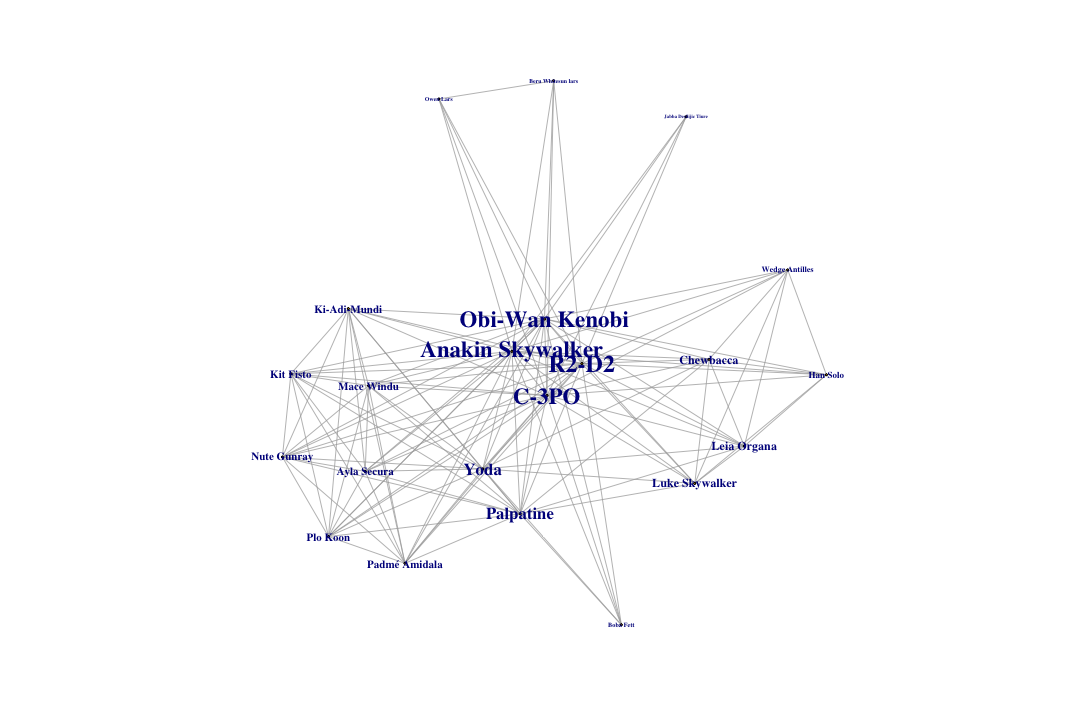 Beru Whitesun lars
Owen Lars
Jabba Desilijic Tiure
Wedge Antilles
Ki-Adi-Mundi
Obi-Wan Kenobi
Anakin Skywalker
R2-D2
Chewbacca
Kit Fisto
Han Solo
Mace Windu
C-3PO
Leia Organa
Nute Gunray
Ayla Secura
Yoda
Luke Skywalker
Palpatine
Plo Koon
Padmé Amidala
Boba Fett